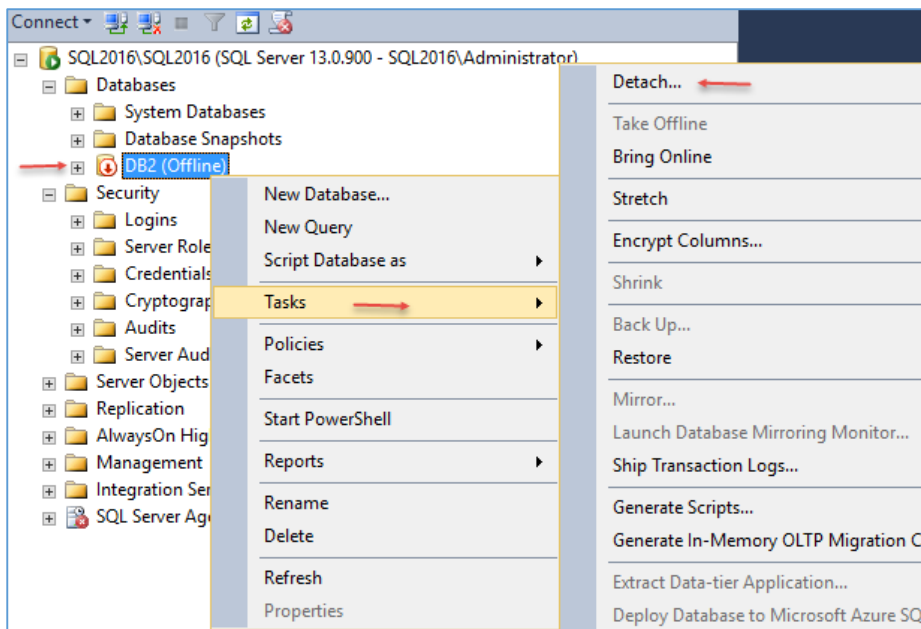 Connect
SQL2016\SQL2016 (SQL Server 13.0.900 - SQL2016\Administrator)
Databases
System Databases
Database Snapshots
DB2 (Offline)
Security
Logins
Server Role
Credentials
Cryptograp
Audits
Server Aud
Server Objects
Replication
AlwaysOn Hig
Management
Integration Ser
SQL Server Age
New Database...
New Query
Script Database as
Tasks
Policies
Facets
Start PowerShell
Reports
Rename
Delete
Refresh
Properties
Detach...
Take Offline
Bring Online
Stretch
Encrypt Columns...
Shrink
Back Up...
Restore
Mirror...
Launch Database Mirroring Monitor...
Ship Transaction Logs...
Generate Scripts...
Generate In-Memory OLTP Migration C
Extract Data-tier Application...
Deploy Database to Microsoft Azure SQ